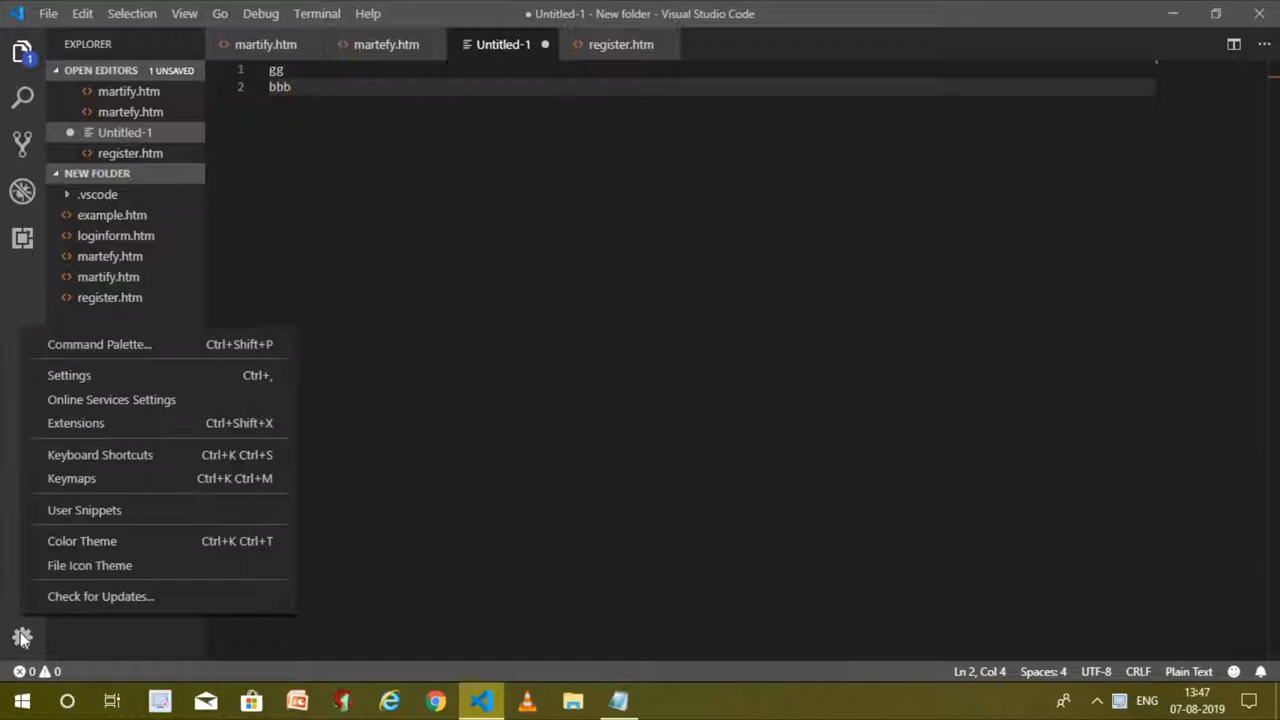 File Edit Selection View Go Debug Terminal Help ● Untitled-1 - New folder - Visual Studio Code
EXPLORER martify.htm martefy.htm Untitled-1 register.htm
OPEN EDITORS 1 UNSAVED
martify.htm
martefy.htm
Untitled-1
register.htm
NEW FOLDER
.vscode
example.htm
loginform.htm
martefy.htm
martify.htm
register.htm
1 gg
2 bbb
1
Command Palette... Ctrl+Shift+P
Settings Ctrl+,
Online Services Settings
Extensions Ctrl+Shift+X
Keyboard Shortcuts Ctrl+K Ctrl+S
Keymaps Ctrl+K Ctrl+M
User Snippets
Color Theme Ctrl+K Ctrl+T
File Icon Theme
Check for Updates...
0 0 Ln 2, Col 4 Spaces: 4 UTF-8 CRLF Plain Text
ENG 13:47
07-08-2019